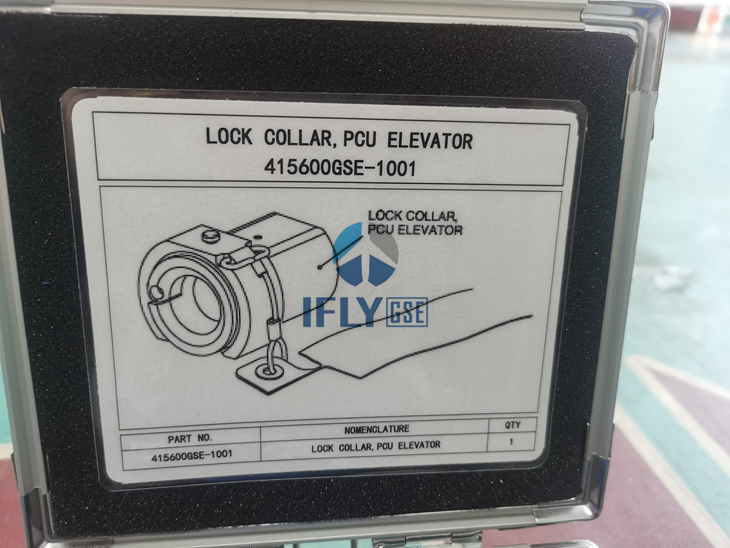 LOCK COLLAR, PCU ELEVATOR
415600GSE-1001
LOCK COLLAR,
PCU ELEVATOR
IFLY GSE
PART NO. NOMENCLATURE QTY
415600GSE-1001 LOCK COLLAR, PCU ELEVATOR 1